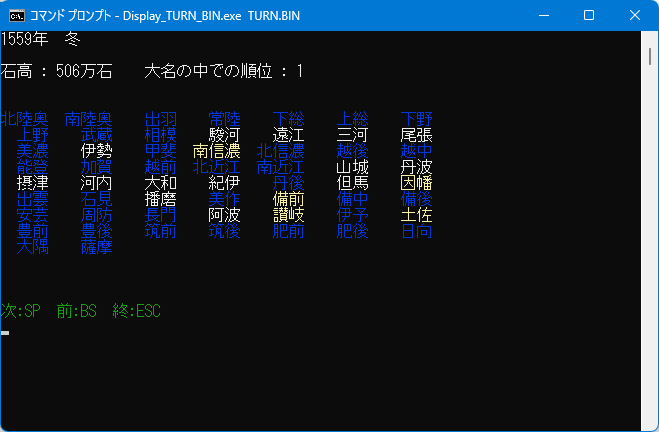 コマンド プロンプト - Display_TURN_BIN.exe TURN.BIN
1559年 冬
石高 : 506万石 大名の中での順位 : 1
北陸奥 南陸奥 出羽 常陸 下総 上総 下野
上野 武蔵 相模 駿河 遠江 三河 尾張
美濃 伊勢 甲斐 南信濃 北信濃 越後 越中
能登 加賀 越前 北近江 南近江 山城 丹波
摂津 河内 大和 紀伊 丹後 但馬 因幡
出雲 石見 播磨 美作 備前 備中 備後
安芸 周防 長門 阿波 讃岐 伊予 土佐
豊前 豊後 筑前 筑後 肥前 肥後 日向
大隅 薩摩
次:SP 前:BS 終:ESC